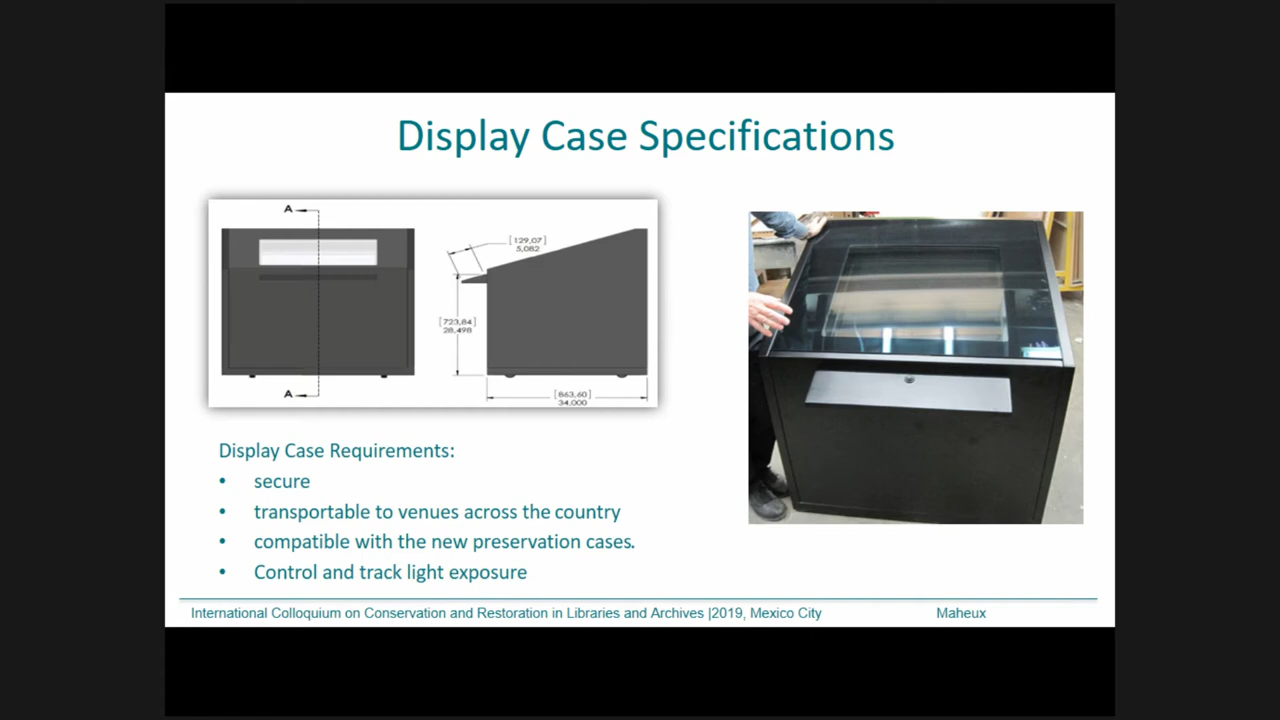 Display Case Specifications
A
[129,07]
5,082
[723,84]
28,498
A
[863,60]
34,000
Display Case Requirements:
• secure
• transportable to venues across the country
• compatible with the new preservation cases.
• Control and track light exposure
International Colloquium on Conservation and Restoration in Libraries and Archives |2019, Mexico City
Maheux